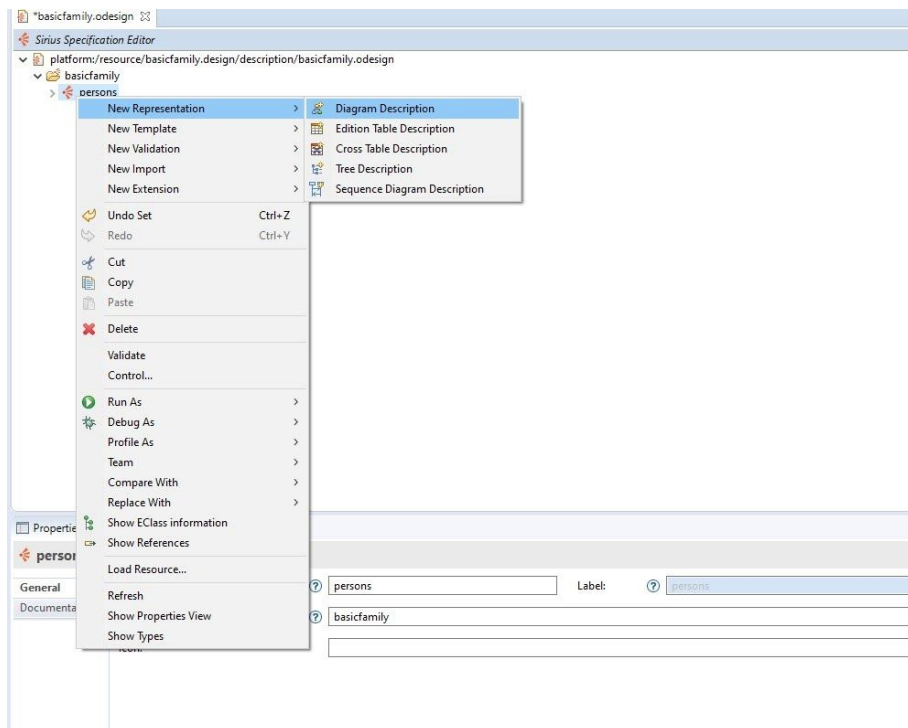 *basicfamily.odesign
Sirius Specification Editor
platform:/resource/basicfamily.design/description/basicfamily.odesign
basicfamily
persons
New Representation >
New Template >
New Validation >
New Import >
New Extension >
Diagram Description
Edition Table Description
Cross Table Description
Tree Description
Sequence Diagram Description
Undo Set Ctrl+Z
Redo Ctrl+Y
Cut
Copy
Paste
Delete
Validate
Control...
Run As >
Debug As >
Profile As >
Team >
Compare With >
Replace With >
Show EClass information
Show References
Load Resource...
Refresh
Show Properties View
Show Types
Propertie
person
General
Documenta
? persons Label: ? persons
? basicfamily